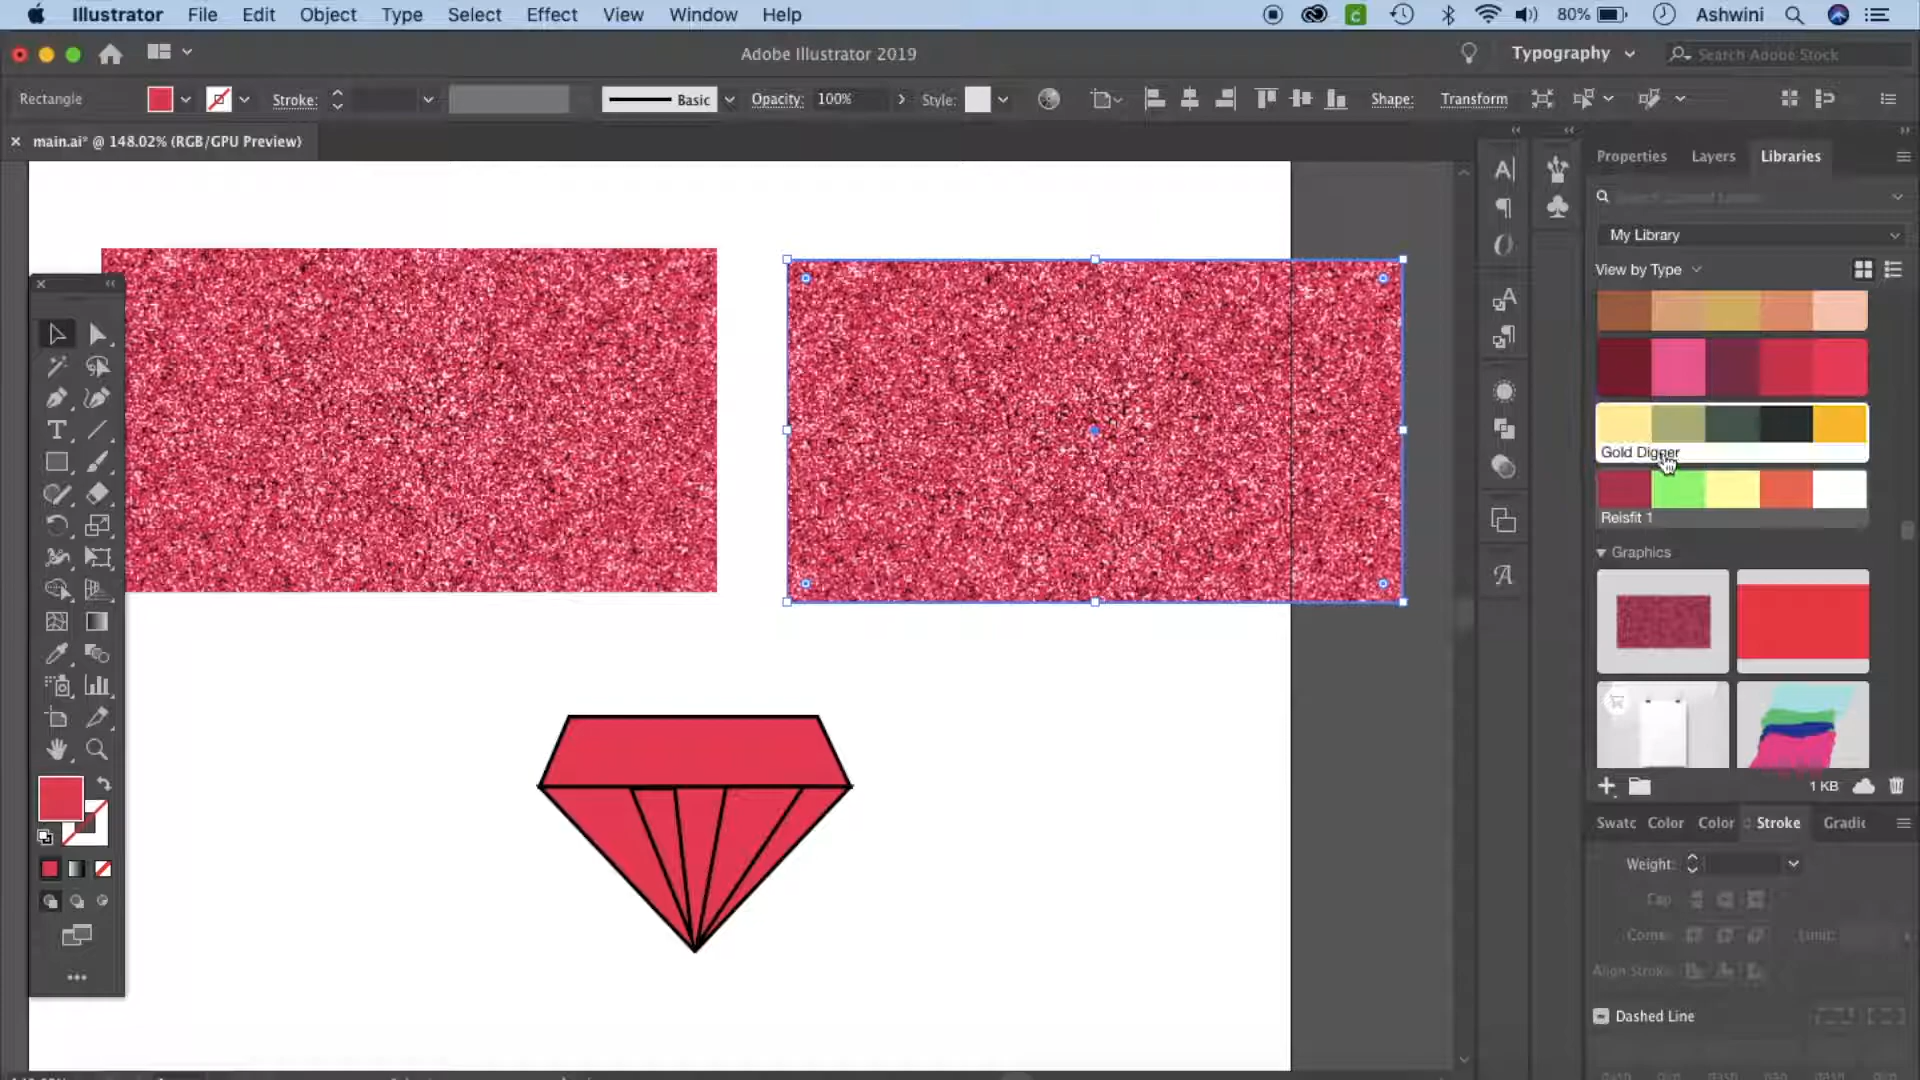 Illustrator File Edit Object Type Select Effect View Window Help 80% Ashwini
Adobe Illustrator 2019 Typography Search Adobe Stock
Rectangle Stroke: Basic Opacity: 100% Style: Shape: Transform
main.ai* @ 148.02% (RGB/GPU Preview)
Properties Layers Libraries
My Library
View by Type
Gold Digger
Reisfit 1
Graphics
1 KB
Swatc Color Color Stroke Gradie
Weight:
Cap
Corne
Limit:
Align Stroke
Dashed Line